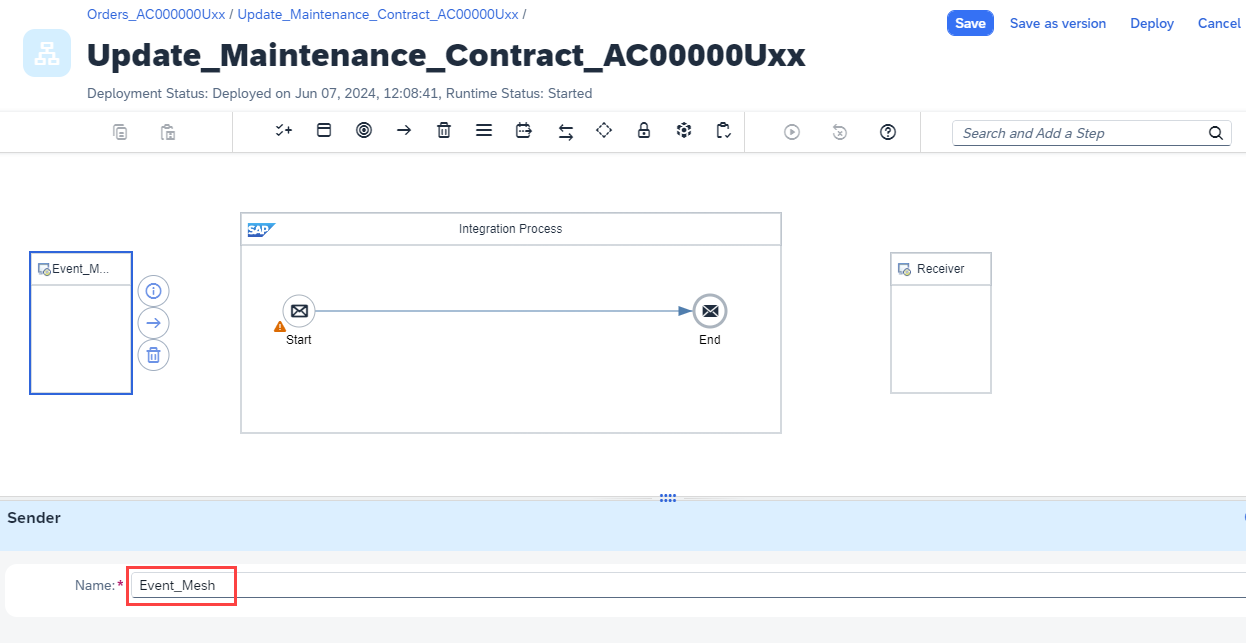 Orders_AC000000Uxx / Update_Maintenance_Contract_AC00000Uxx /
Save Save as version Deploy Cancel
Update_Maintenance_Contract_AC00000Uxx
Deployment Status: Deployed on Jun 07, 2024, 12:08:41, Runtime Status: Started
Search and Add a Step
SAP Integration Process
Event_M...
Receiver
Start
End
Sender
Name:* Event_Mesh